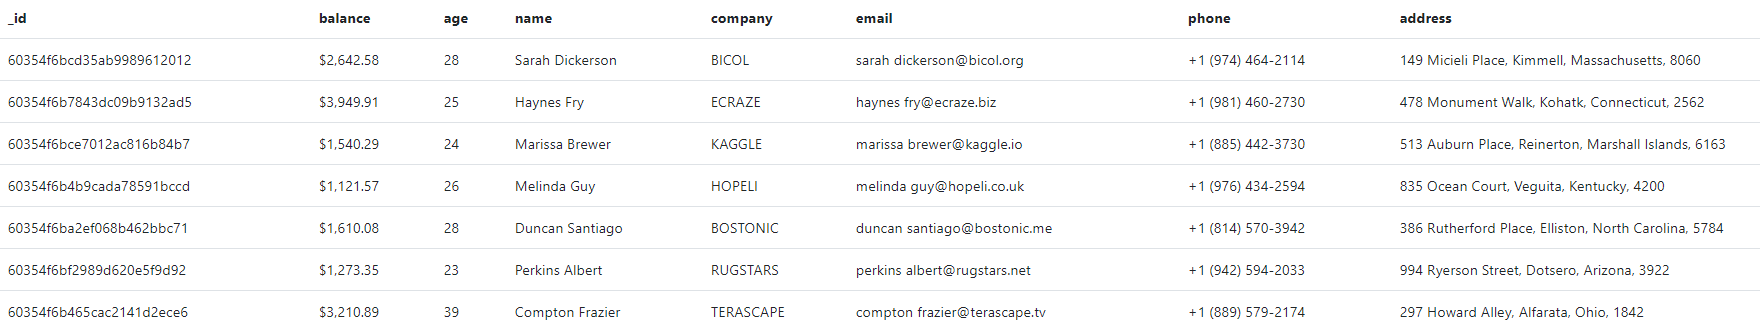 _id balance age name company email phone address
60354f6bcd35ab9989612012 $2,642.58 28 Sarah Dickerson BICOL sarah dickerson@bicol.org +1 (974) 464-2114 149 Micieli Place, Kimmell, Massachusetts, 8060
60354f6b7843dc09b9132ad5 $3,949.91 25 Haynes Fry ECRAZE haynes fry@ecraze.biz +1 (981) 460-2730 478 Monument Walk, Kohatk, Connecticut, 2562
60354f6bce7012ac816b84b7 $1,540.29 24 Marissa Brewer KAGGLE marissa brewer@kaggle.io +1 (885) 442-3730 513 Auburn Place, Reinerton, Marshall Islands, 6163
60354f6b4b9cada78591bccd $1,121.57 26 Melinda Guy HOPELI melinda guy@hopeli.co.uk +1 (976) 434-2594 835 Ocean Court, Veguita, Kentucky, 4200
60354f6ba2ef068b462bbc71 $1,610.08 28 Duncan Santiago BOSTONIC duncan santiago@bostonic.me +1 (814) 570-3942 386 Rutherford Place, Elliston, North Carolina, 5784
60354f6bf2989d620e5f9d92 $1,273.35 23 Perkins Albert RUGSTARS perkins albert@rugstars.net +1 (942) 594-2033 994 Ryerson Street, Dotsero, Arizona, 3922
60354f6b465cac2141d2ece6 $3,210.89 39 Compton Frazier TERASCAPE compton frazier@terascape.tv +1 (889) 579-2174 297 Howard Alley, Alfarata, Ohio, 1842